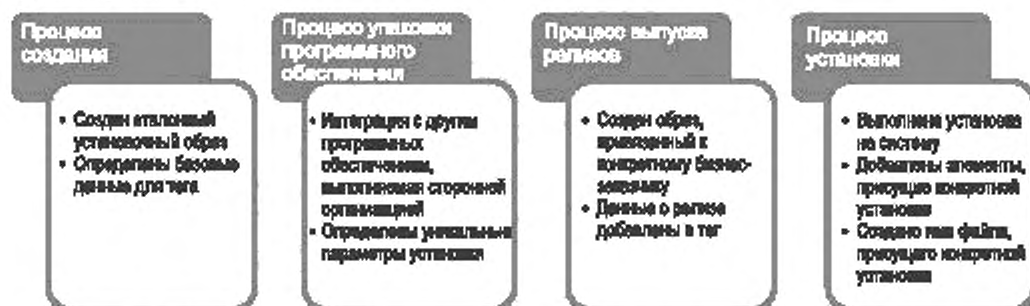 Процесс
создания
• Создан эталонный
установочный образ
• Определены базовые
данные для тега
Процесс упаковки
программного
обеспечения
• Интеграция с другим
программным
обеспечением,
выполняемая сторонней
организацией
• Определены уникальные
параметры установки
Процесс выпуска
релизов
• Создан образ,
привязанный к
конкретному бизнес-
заказчику
• Данные о релизе
добавлены в тег
Процесс
установки
• Выполнена установка
на систему
• Добавлены элементы,
присущие конкретной
установке
• Создано имя файла,
присущего конкретной
установке